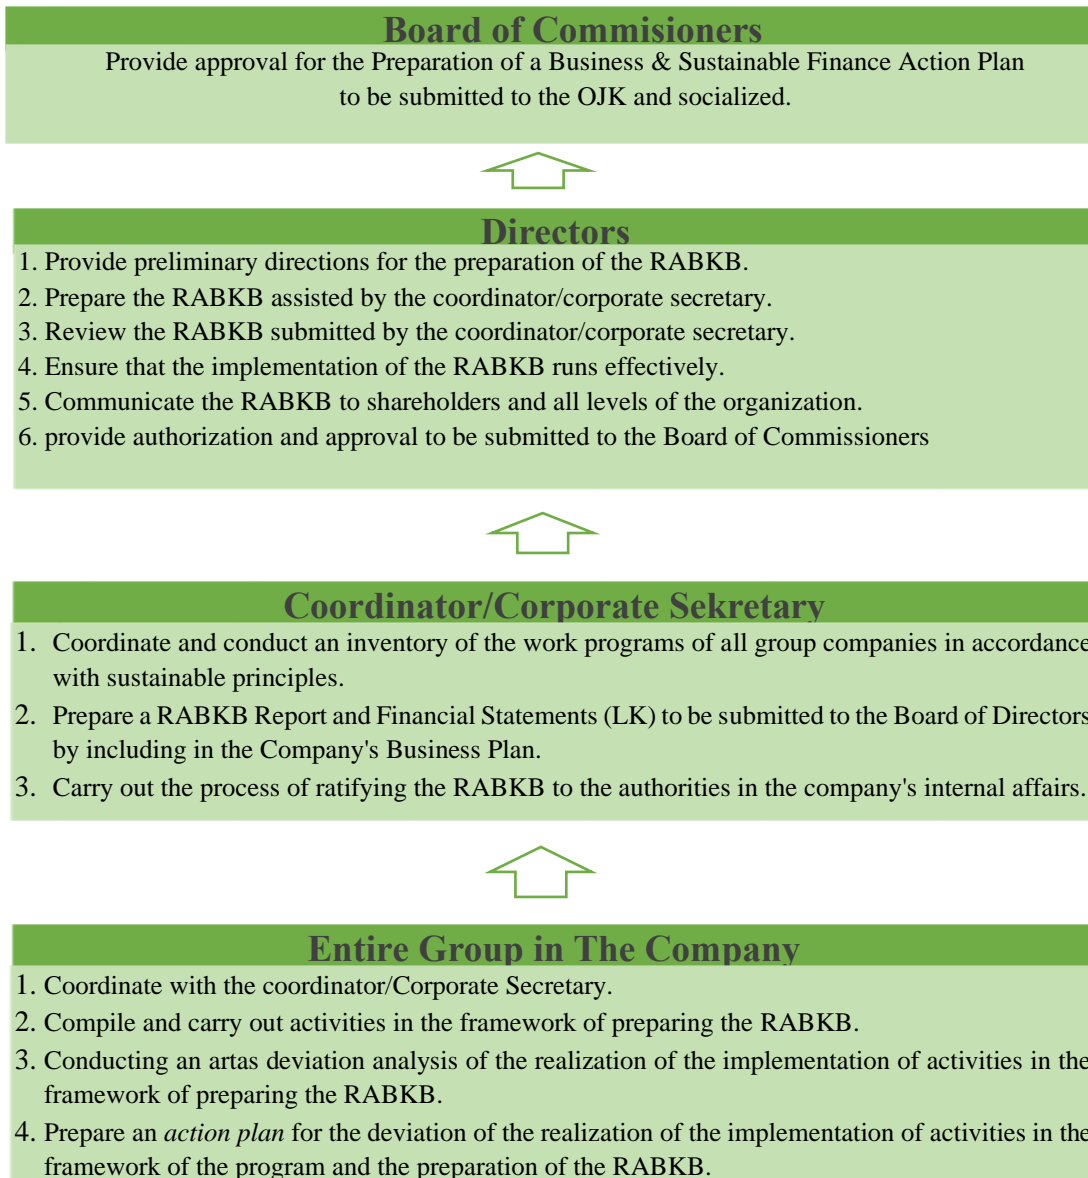 Board of Commisioners
Provide approval for the Preparation of a Business & Sustainable Finance Action Plan
to be submitted to the OJK and socialized.
Directors
1. Provide preliminary directions for the preparation of the RABKB.
2. Prepare the RABKB assisted by the coordinator/corporate secretary.
3. Review the RABKB submitted by the coordinator/corporate secretary.
4. Ensure that the implementation of the RABKB runs effectively.
5. Communicate the RABKB to shareholders and all levels of the organization.
6. provide authorization and approval to be submitted to the Board of Commissioners
Coordinator/Corporate Sekretary
1. Coordinate and conduct an inventory of the work programs of all group companies in accordance
with sustainable principles.
2. Prepare a RABKB Report and Financial Statements (LK) to be submitted to the Board of Directors
by including in the Company's Business Plan.
3. Carry out the process of ratifying the RABKB to the authorities in the company's internal affairs.
Entire Group in The Company
1. Coordinate with the coordinator/Corporate Secretary.
2. Compile and carry out activities in the framework of preparing the RABKB.
3. Conducting an artas deviation analysis of the realization of the implementation of activities in the
framework of preparing the RABKB.
4. Prepare an action plan for the deviation of the realization of the implementation of activities in the
framework of the program and the preparation of the RABKB.